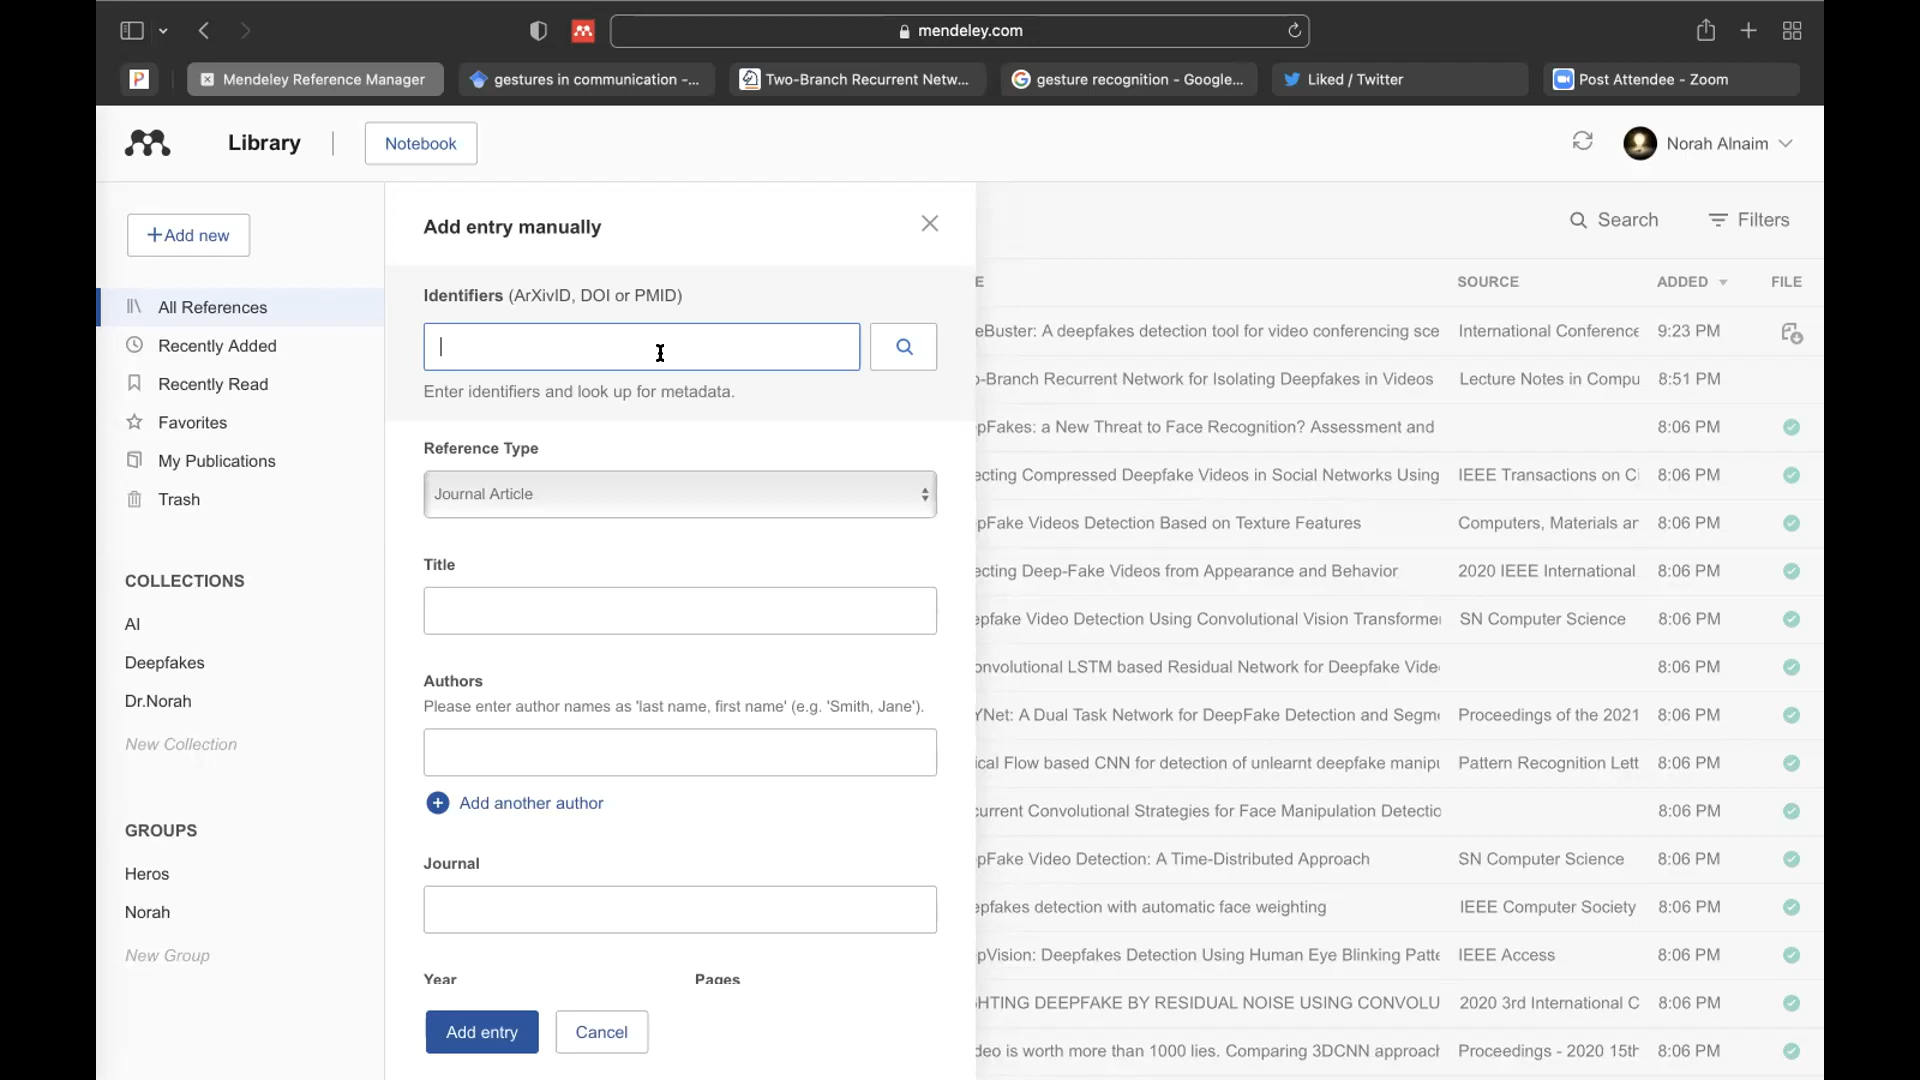 mendeley.com
P
Mendeley Reference Manager
gestures in communication -...
Two-Branch Recurrent Netw...
gesture recognition - Google...
Liked / Twitter
Post Attendee - Zoom
Library
Notebook
Norah Alnaim
+Add new
All References
Recently Added
Recently Read
Favorites
My Publications
Trash
COLLECTIONS
AI
Deepfakes
Dr.Norah
New Collection
GROUPS
Heros
Norah
New Group
Add entry manually
Identifiers (ArXivID, DOI or PMID)
Enter identifiers and look up for metadata.
Reference Type
Journal Article
Title
Authors
Please enter author names as 'last name, first name' (e.g. 'Smith, Jane').
Add another author
Journal
Year Pages
Add entry Cancel
Search Filters
E SOURCE ADDED FILE
eBuster: A deepfakes detection tool for video conferencing sce International Conference 9:23 PM
o-Branch Recurrent Network for Isolating Deepfakes in Videos Lecture Notes in Compu 8:51 PM
pFakes: a New Threat to Face Recognition? Assessment and 8:06 PM
ecting Compressed Deepfake Videos in Social Networks Using IEEE Transactions on Ci 8:06 PM
pFake Videos Detection Based on Texture Features Computers, Materials ar 8:06 PM
ecting Deep-Fake Videos from Appearance and Behavior 2020 IEEE International 8:06 PM
epfake Video Detection Using Convolutional Vision Transformer SN Computer Science 8:06 PM
onvolutional LSTM based Residual Network for Deepfake Vide 8:06 PM
YNet: A Dual Task Network for DeepFake Detection and Segm Proceedings of the 2021 8:06 PM
ical Flow based CNN for detection of unlearnt deepfake manipu Pattern Recognition Lett 8:06 PM
current Convolutional Strategies for Face Manipulation Detectio 8:06 PM
pFake Video Detection: A Time-Distributed Approach SN Computer Science 8:06 PM
epfakes detection with automatic face weighting IEEE Computer Society 8:06 PM
pVision: Deepfakes Detection Using Human Eye Blinking Patte IEEE Access 8:06 PM
HTING DEEPFAKE BY RESIDUAL NOISE USING CONVOLU 2020 3rd International C 8:06 PM
deo is worth more than 1000 lies. Comparing 3DCNN approach Proceedings - 2020 15th 8:06 PM